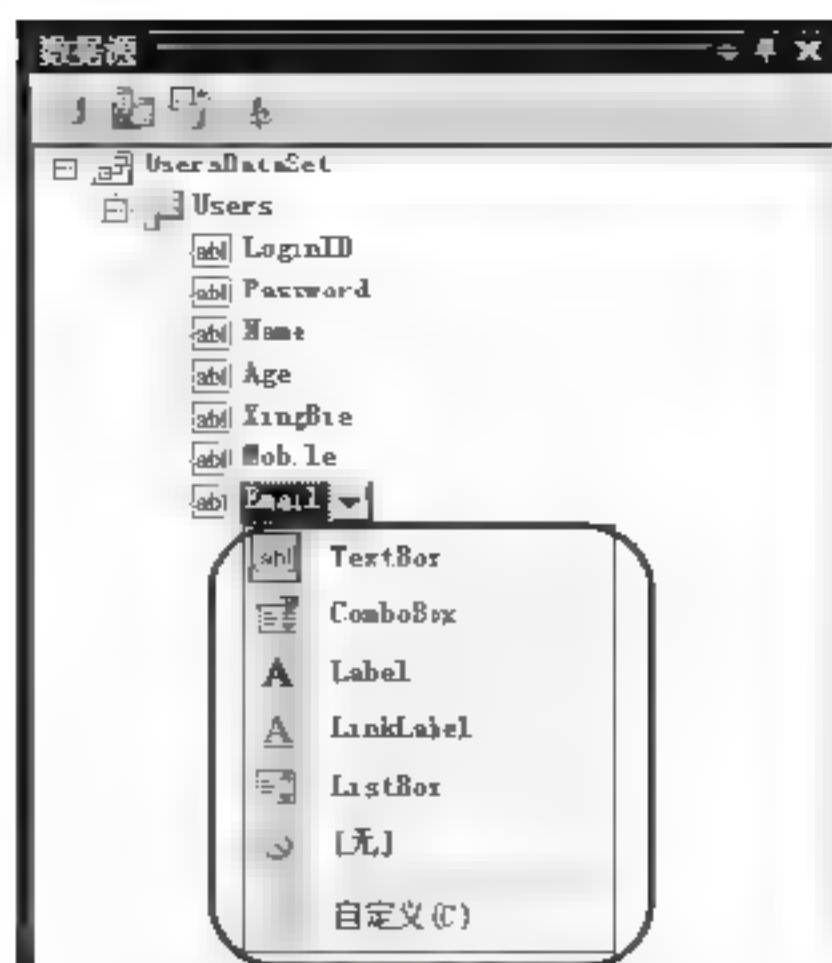 数据源
UsersDataSet
Users
LoginID
Password
Name
Age
XingBie
Mobile
Email
TextBox
ComboBox
Label
LinkLabel
ListBox
[无]
自定义(C)